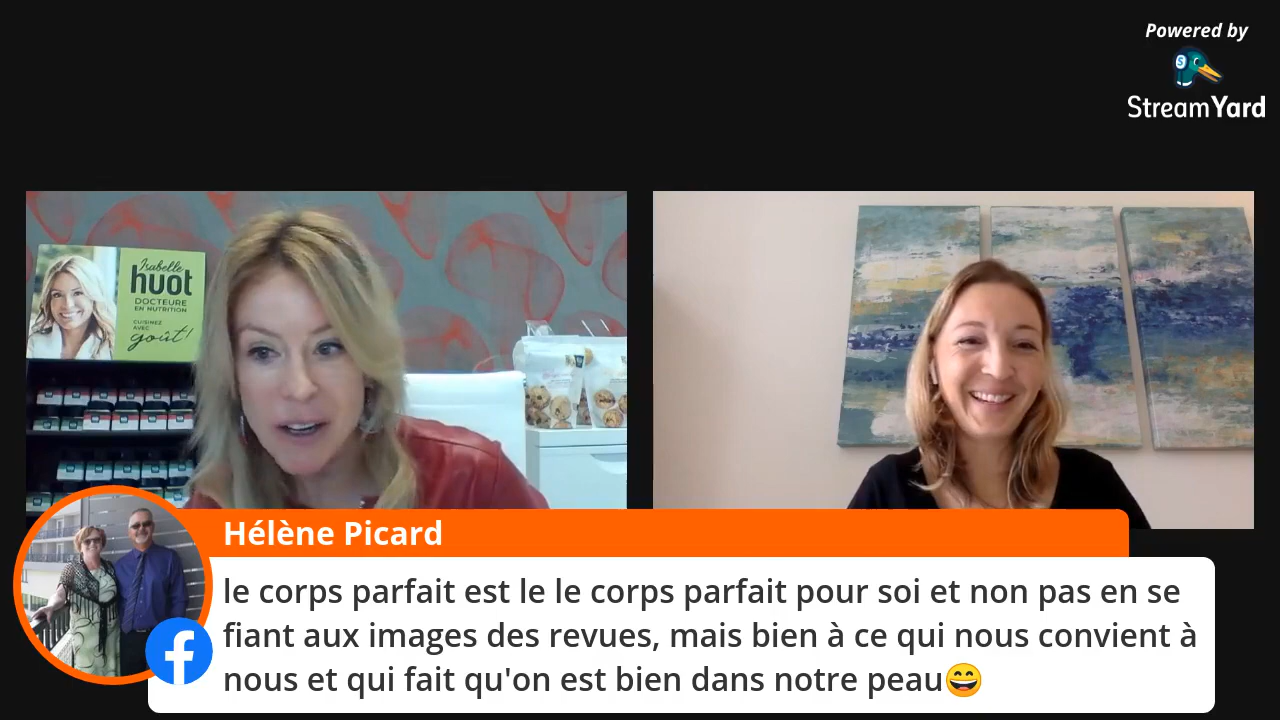 Powered by
StreamYard
Isabelle
huot
DOCTEURE
EN NUTRITION
CUISINEZ
AVEC
goût!
Hélène Picard
le corps parfait est le le corps parfait pour soi et non pas en se
fiant aux images des revues, mais bien à ce qui nous convient à
nous et qui fait qu'on est bien dans notre peau😄